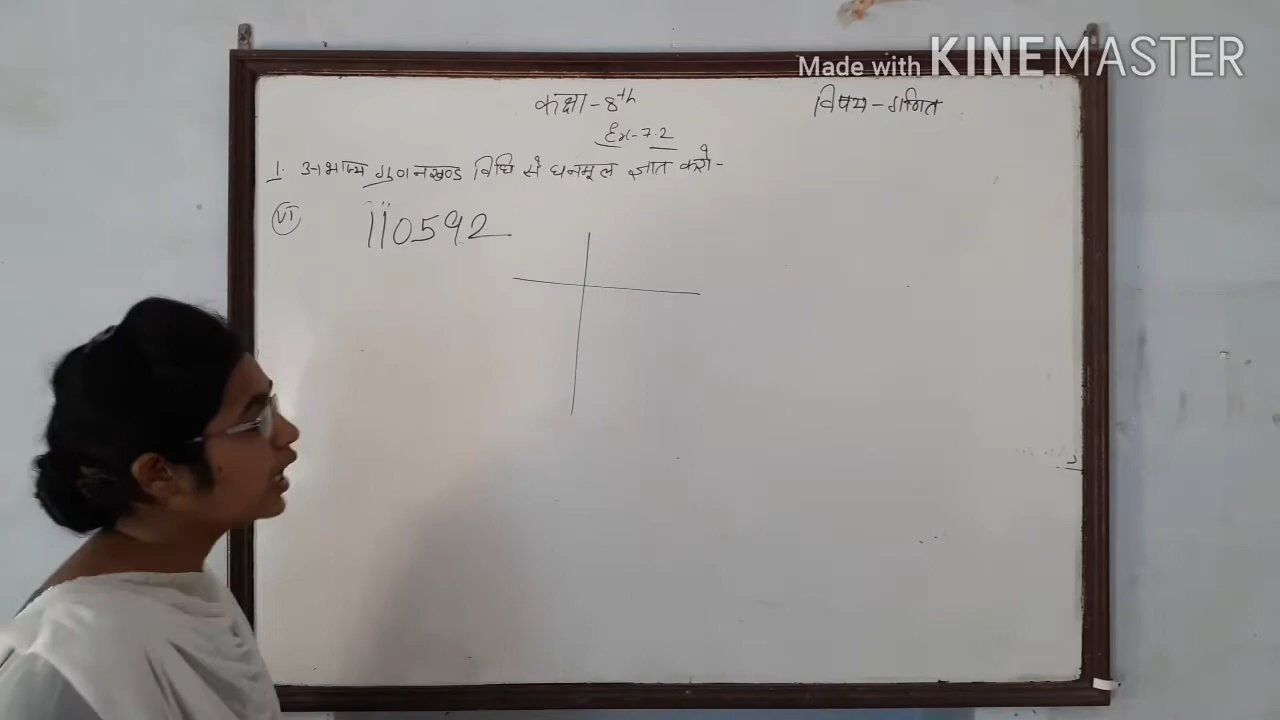 Made with KINEMASTER
कक्षा-8th विषय-गणित
Ex-7.2
1. अभाज्य गुणनखण्ड विधि से घनमूल ज्ञात करो-
VI 110592